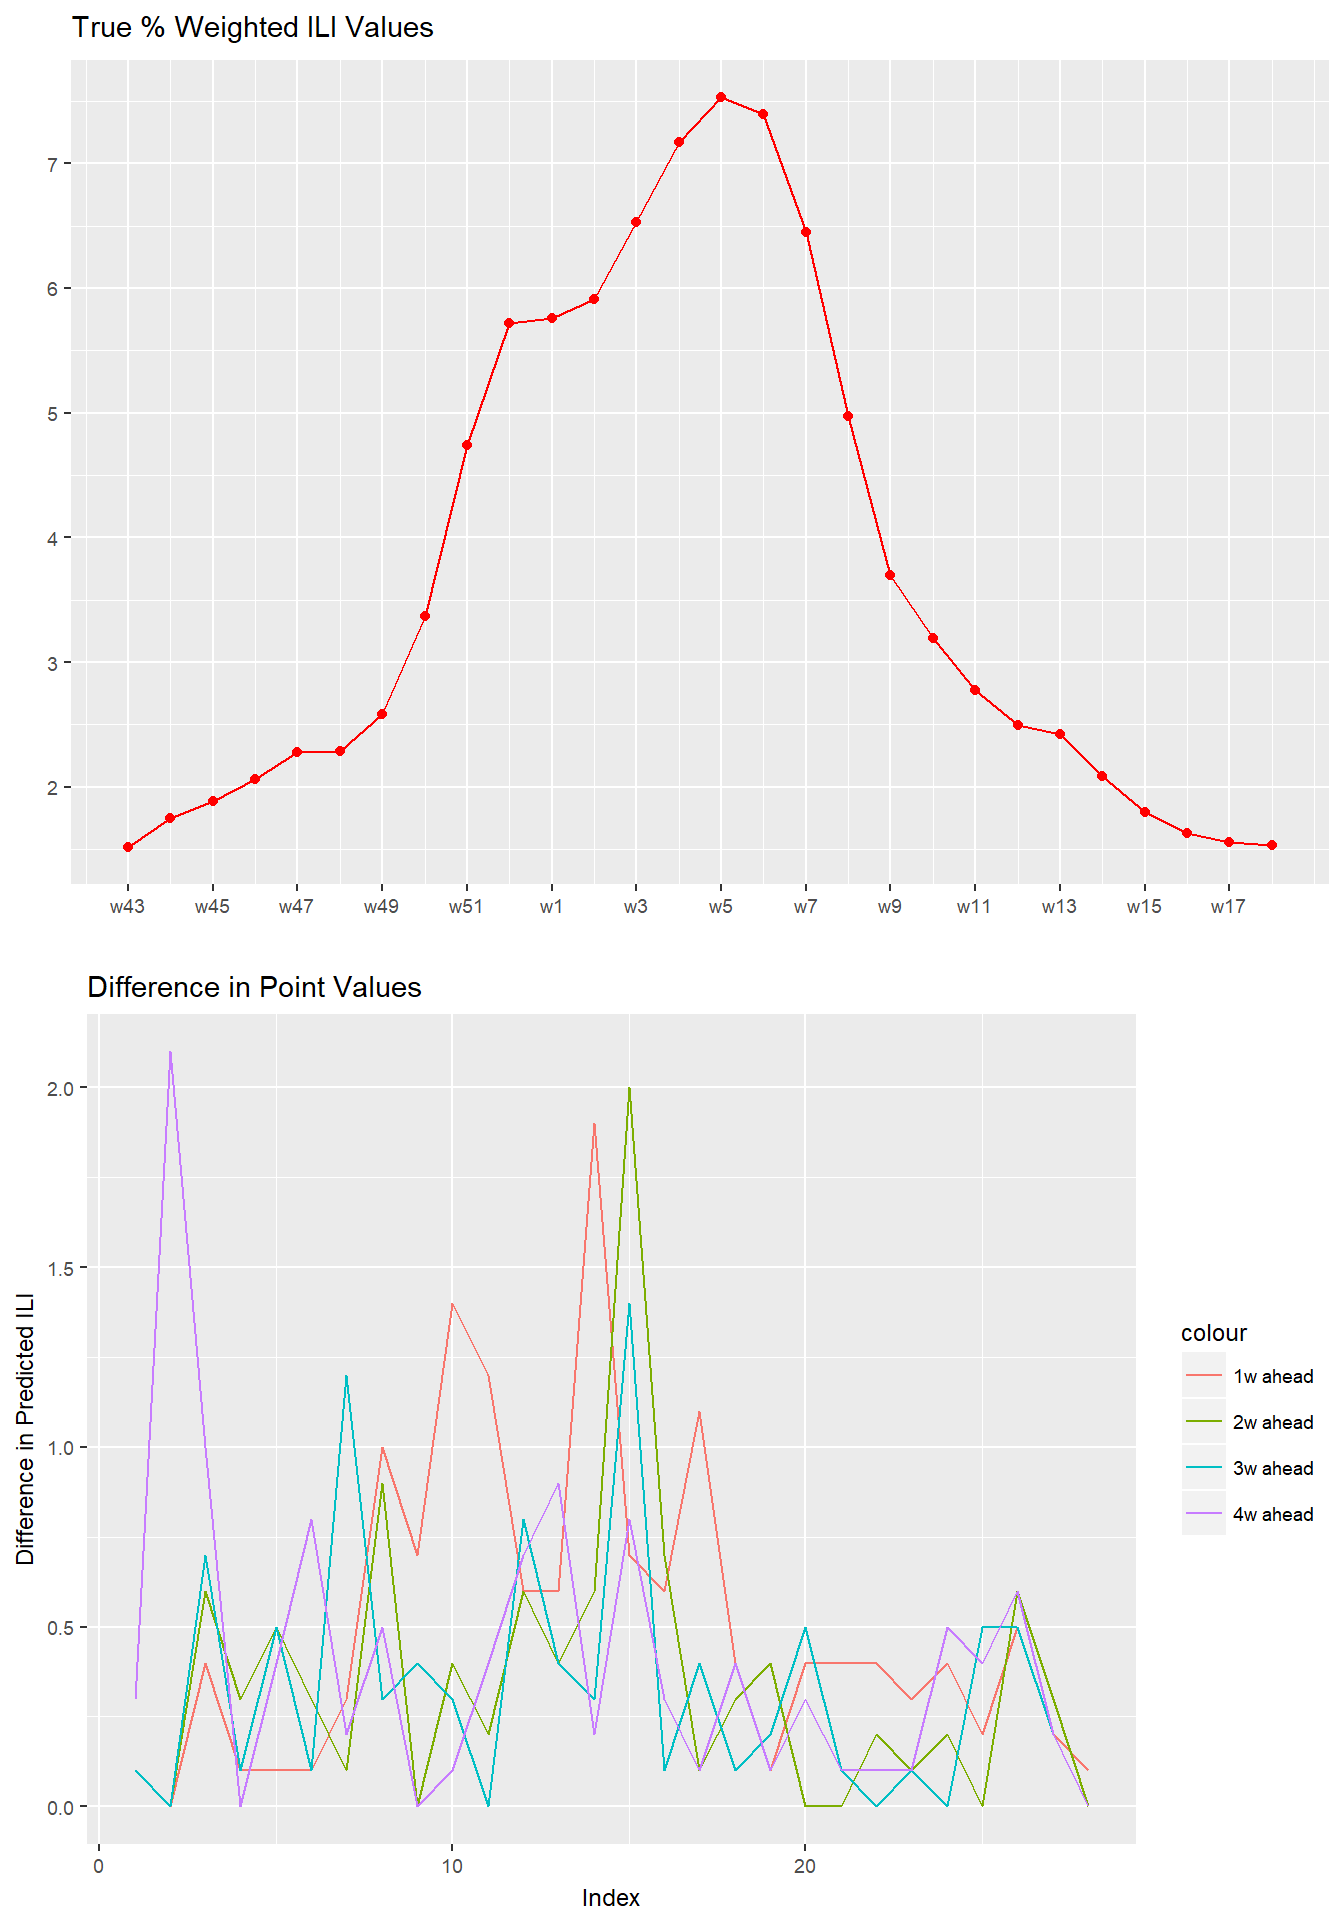 True % Weighted ILI Values
7
6
5
4
3
2
w43 w45 w47 w49 w51 w1 w3 w5 w7 w9 w11 w13 w15 w17
Difference in Point Values
2.0
1.5
1.0
0.5
0.0
Difference in Predicted ILI
0 10 20
Index
colour
1w ahead
2w ahead
3w ahead
4w ahead